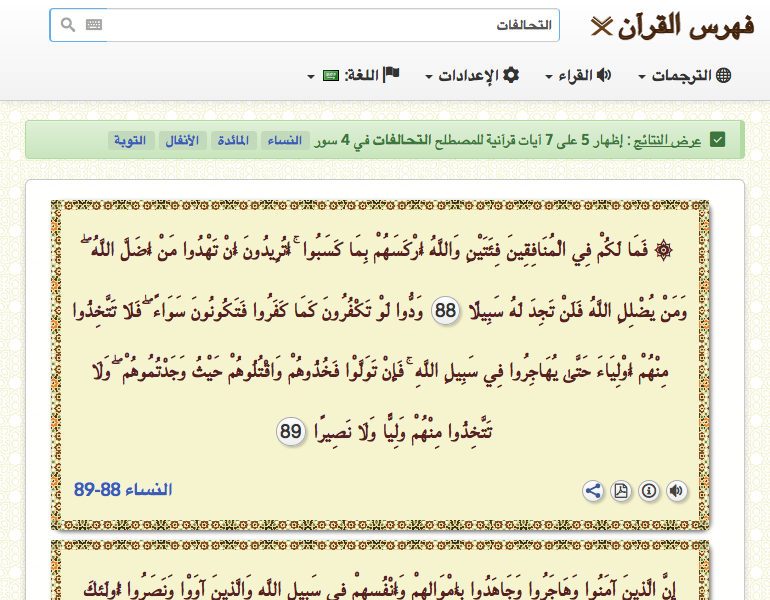 فهرس القرآن
التحالفات
الترجمات القراء الإعدادات اللغة:
عرض النتائج : إظهار 5 على 7 آيات قرآنية للمصطلح التحالفات في 4 سور النساء المائدة الأنفال التوبة
۞ فَمَا لَكُمْ فِي الْمُنَافِقِينَ فِئَتَيْنِ وَاللَّهُ أَرْكَسَهُمْ بِمَا كَسَبُوا ۚ أَتُرِيدُونَ أَنْ تَهْدُوا مَنْ أَضَلَّ اللَّهُ ۖ
وَمَنْ يُضْلِلِ اللَّهُ فَلَنْ تَجِدَ لَهُ سَبِيلًا 88 وَدُّوا لَوْ تَكْفُرُونَ كَمَا كَفَرُوا فَتَكُونُونَ سَوَاءً ۖ فَلَا تَتَّخِذُوا
مِنْهُمْ أَوْلِيَاءَ حَتَّىٰ يُهَاجِرُوا فِي سَبِيلِ اللَّهِ ۚ فَإِنْ تَوَلَّوْا فَخُذُوهُمْ وَاقْتُلُوهُمْ حَيْثُ وَجَدْتُمُوهُمْ ۖ وَلَا
تَتَّخِذُوا مِنْهُمْ وَلِيًّا وَلَا نَصِيرًا 89
النساء 88-89
إِنَّ الَّذِينَ آمَنُوا وَهَاجَرُوا وَجَاهَدُوا بِأَمْوَالِهِمْ وَأَنْفُسِهِمْ فِي سَبِيلِ اللَّهِ وَالَّذِينَ آوَوْا وَنَصَرُوا أُولَٰئِكَ